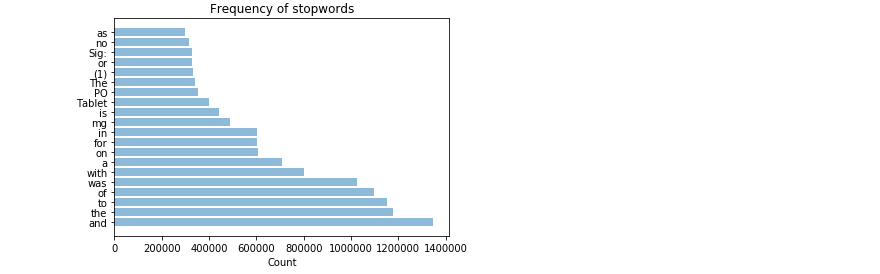 Frequency of stopwords
as
no
Sig:
or
(1)
The
PO
Tablet
is
mg
in
for
on
a
with
was
of
to
the
and
0 200000 400000 600000 800000 1000000 1200000 1400000
Count